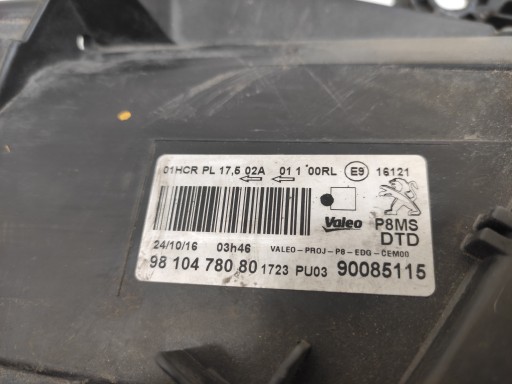 01HCR PL 17,5 02A 01 1 00RL E9 16121
Valeo P8MS
DTD
24/10/16 03h46 VALEO-PROJ-P8-EDG-CEM00
98 104 780 80 1723 PU03 90085115